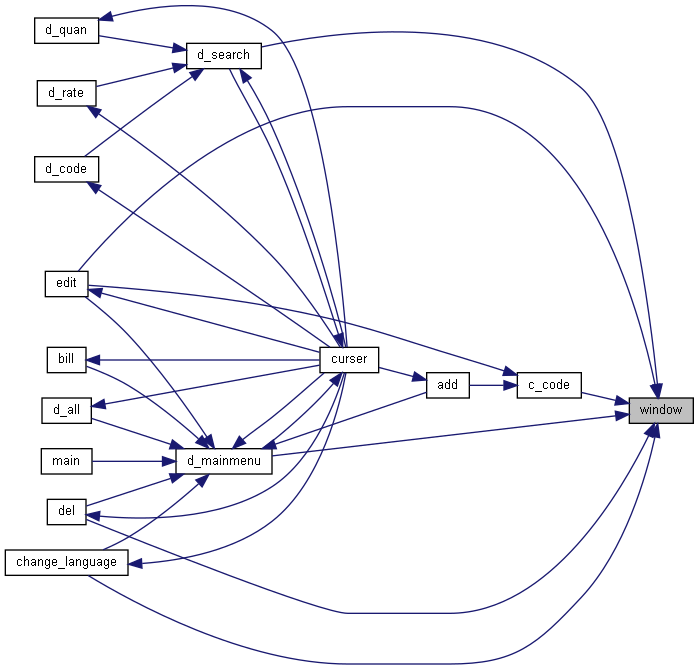 d_quan
d_search
d_rate
d_code
edit
bill
curser
add
c_code
d_all
window
main
d_mainmenu
del
change_language